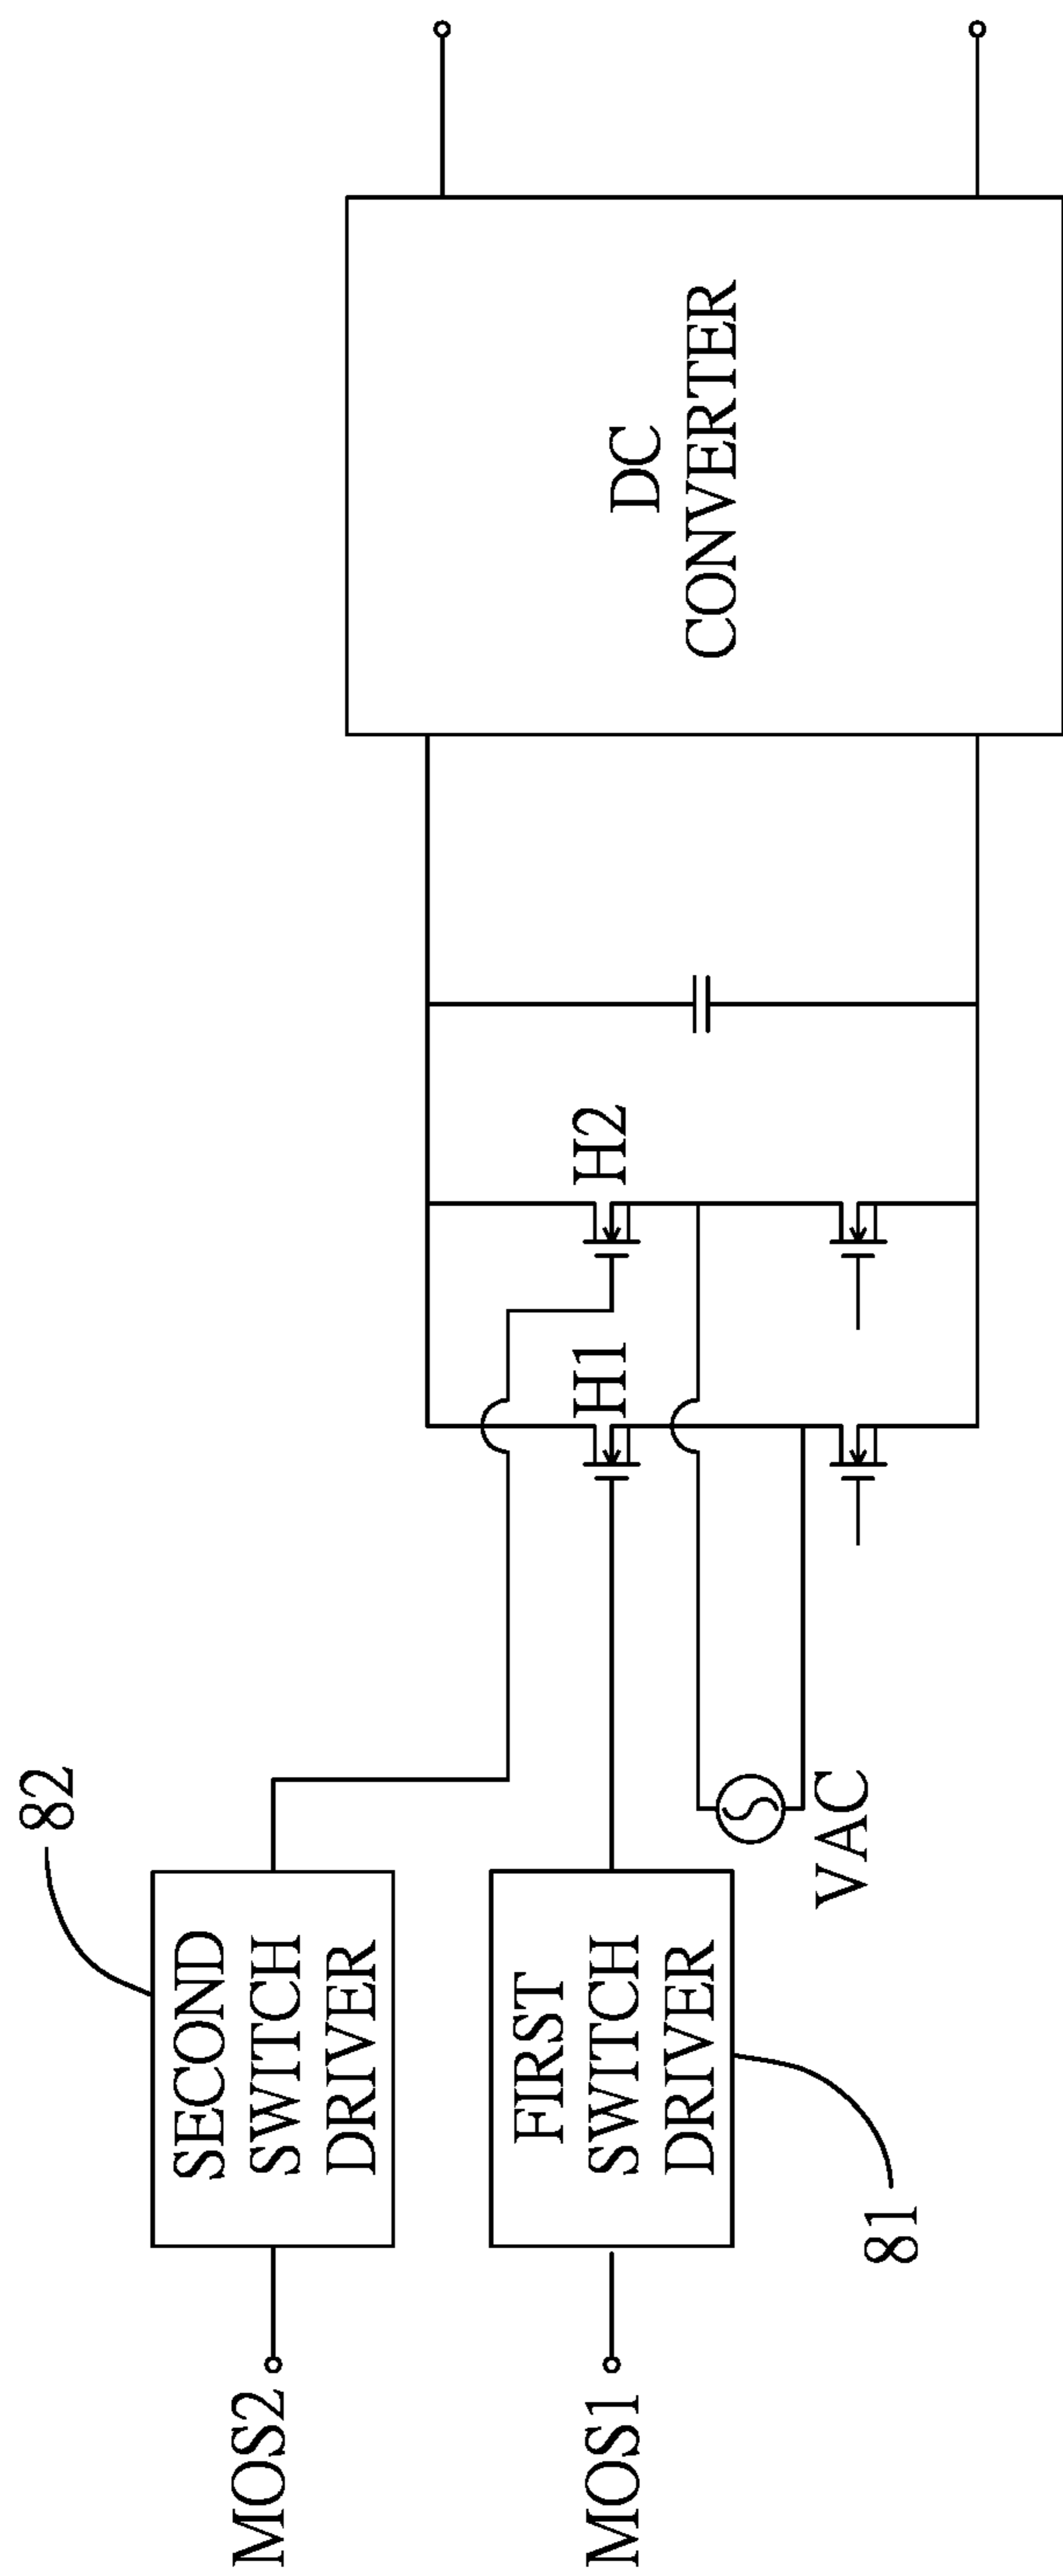 82
SECOND
SWITCH
DRIVER
MOS2
FIRST
SWITCH
DRIVER
MOS1
81
VAC
H1
H2
DC
CONVERTER